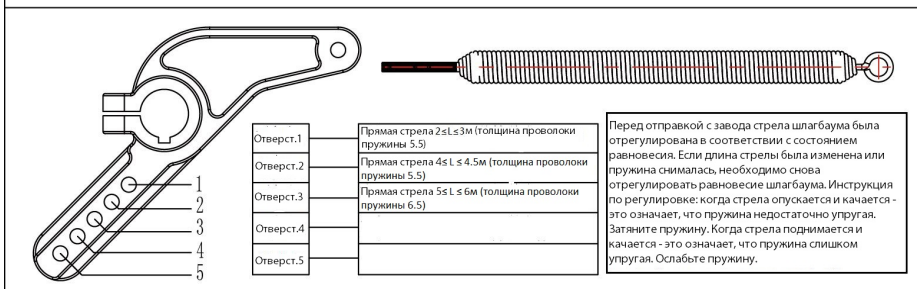 1
2
3
4
5
Отверст.1
Прямая стрела 2≤L≤3м (толщина проволоки
пружины 5.5)
Отверст.2
Прямая стрела 4≤ L ≤ 4.5м (толщина проволоки
пружины 5.5)
Отверст.3
Прямая стрела 5≤ L ≤ 6м (толщина проволоки
пружины 6.5)
Отверст.4
Отверст.5
Перед отправкой с завода стрела шлагбаума была
отрегулирована в соответствии с состоянием
равновесия. Если длина стрелы была изменена или
пружина снималась, необходимо снова
отрегулировать равновесие шлагбаума. Инструкция
по регулировке: когда стрела опускается и качается -
это означает, что пружина недостаточно упругая.
Затяните пружину. Когда стрела поднимается и
качается - это означает, что пружина слишком
упругая. Ослабьте пружину.